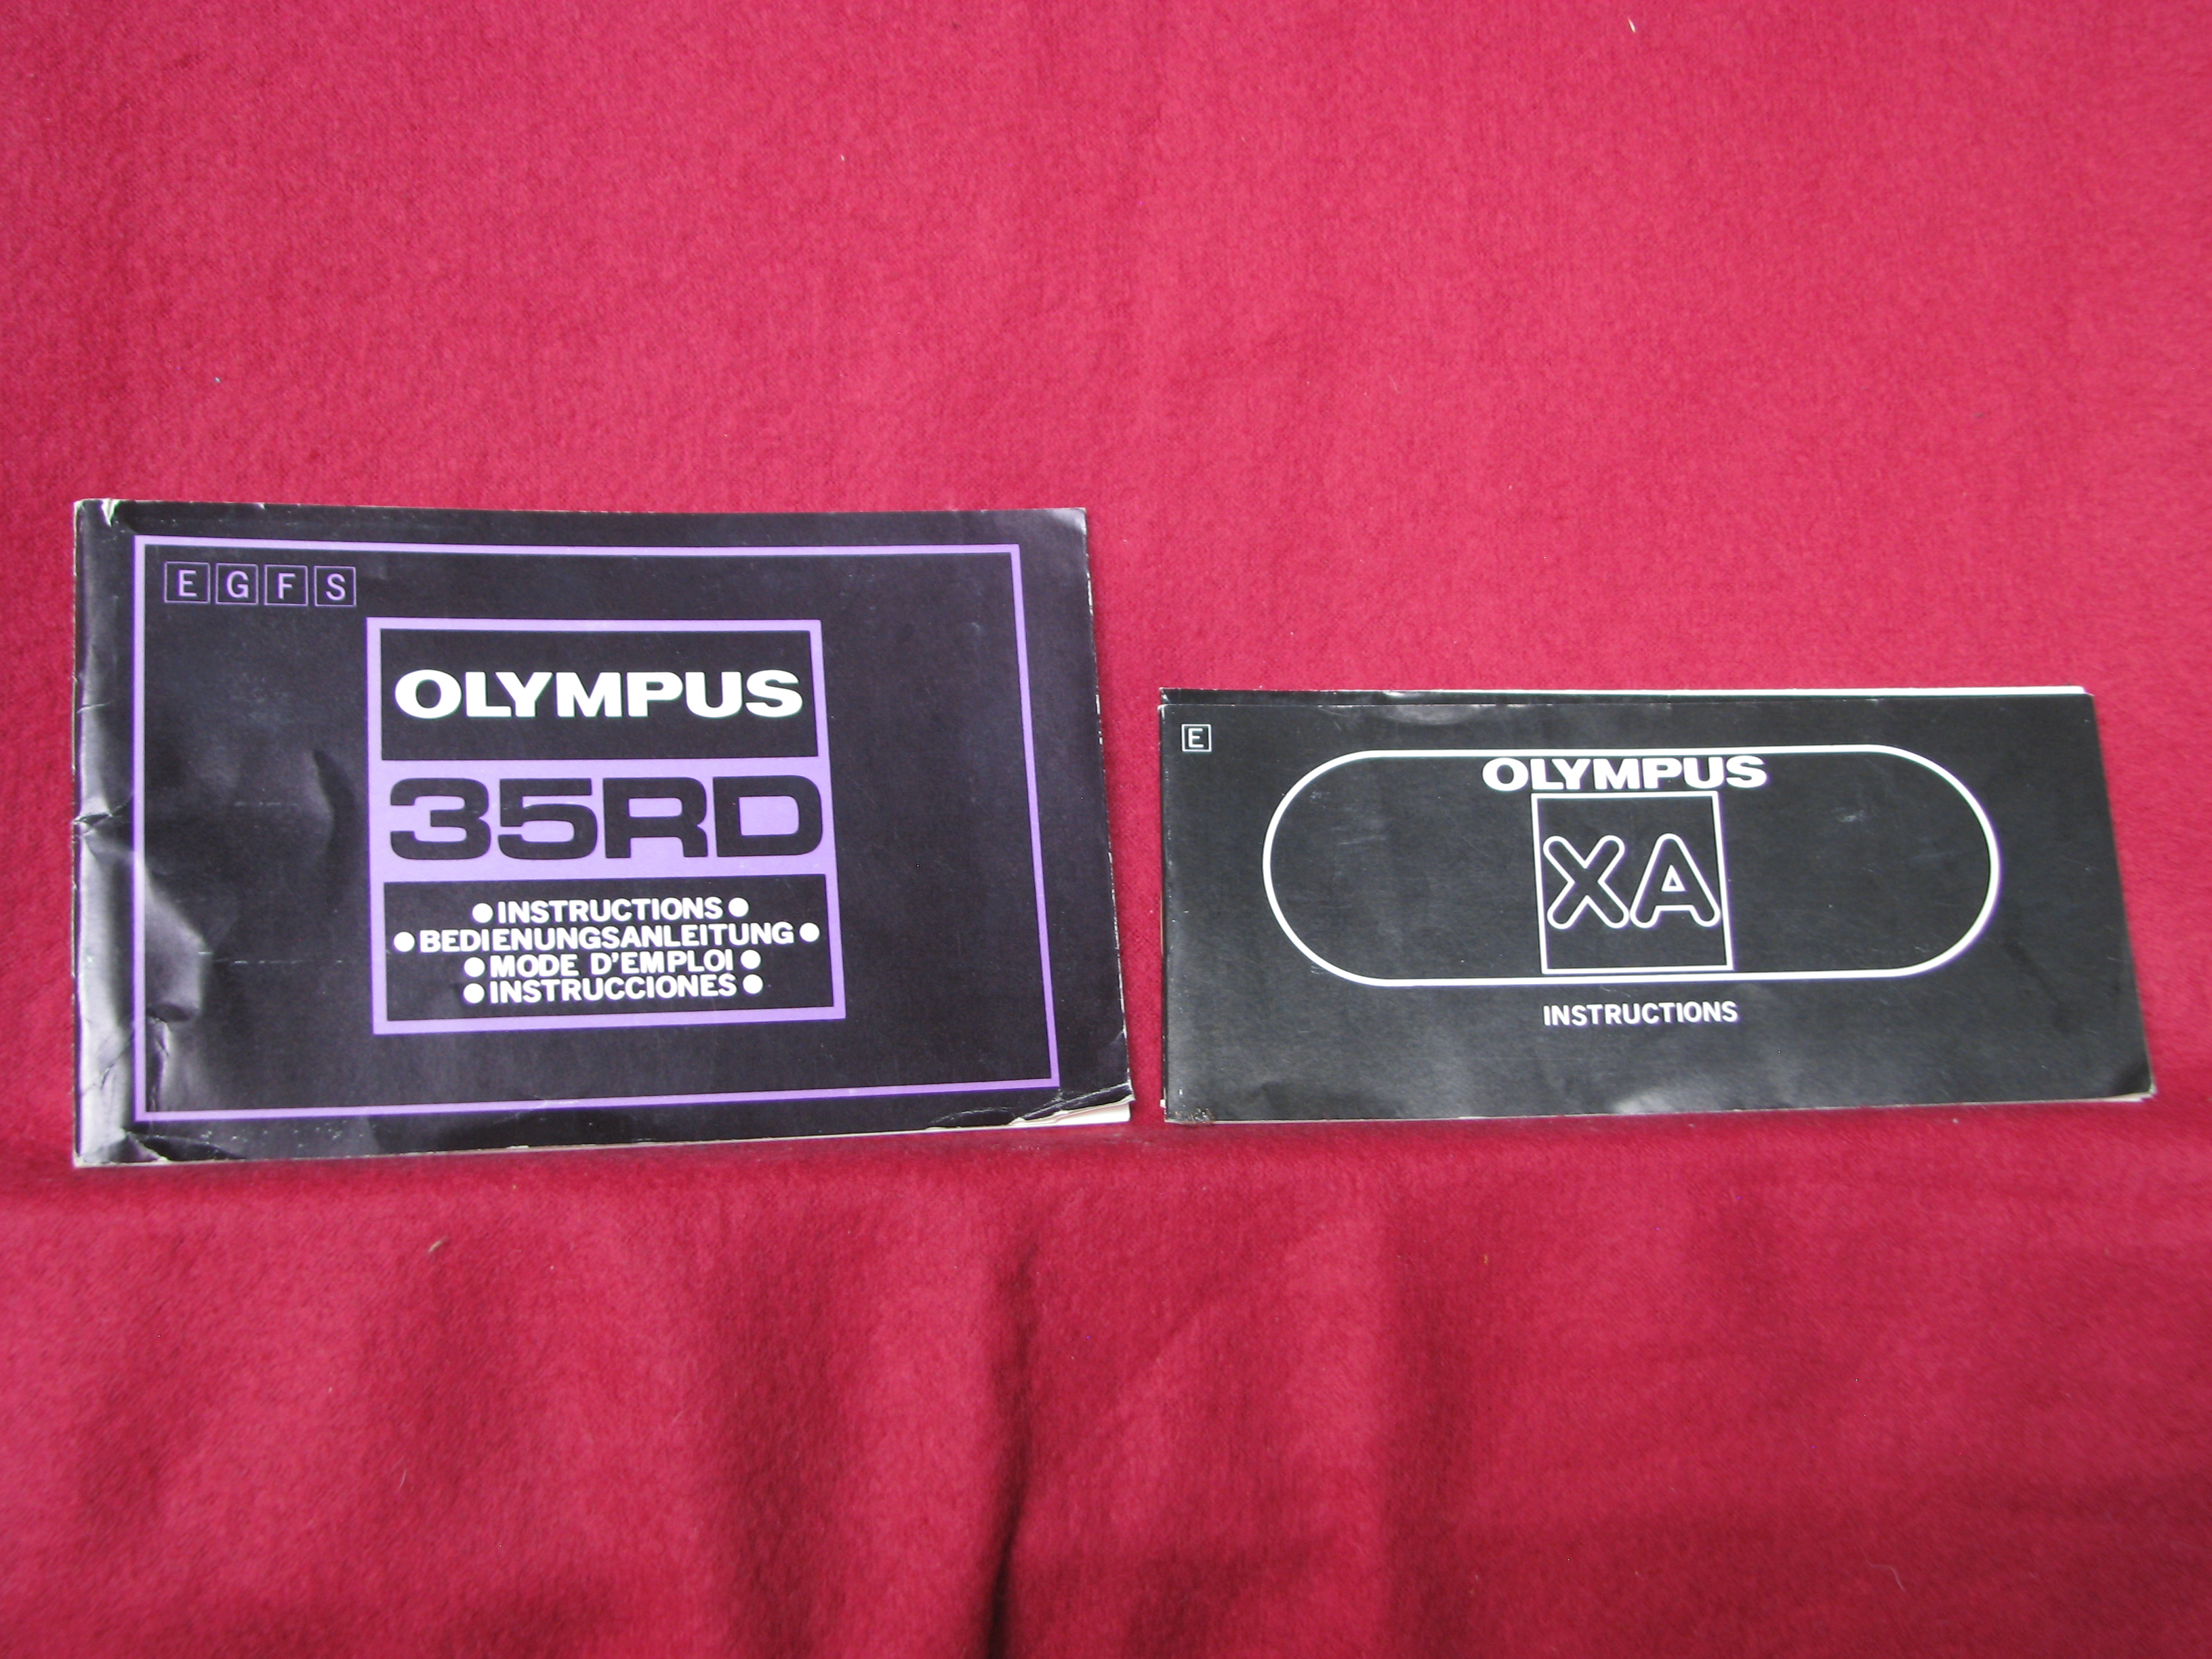 E G F S
OLYMPUS
35RD
● INSTRUCTIONS ●
● BEDIENUNGSANLEITUNG ●
● MODE D'EMPLOI ●
● INSTRUCCIONES ●
E
OLYMPUS
XA
INSTRUCTIONS